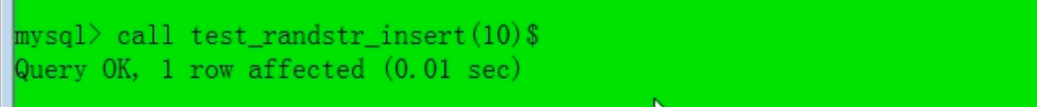 mysql> call test_randstr_insert(10)$
Query OK, 1 row affected (0.01 sec)